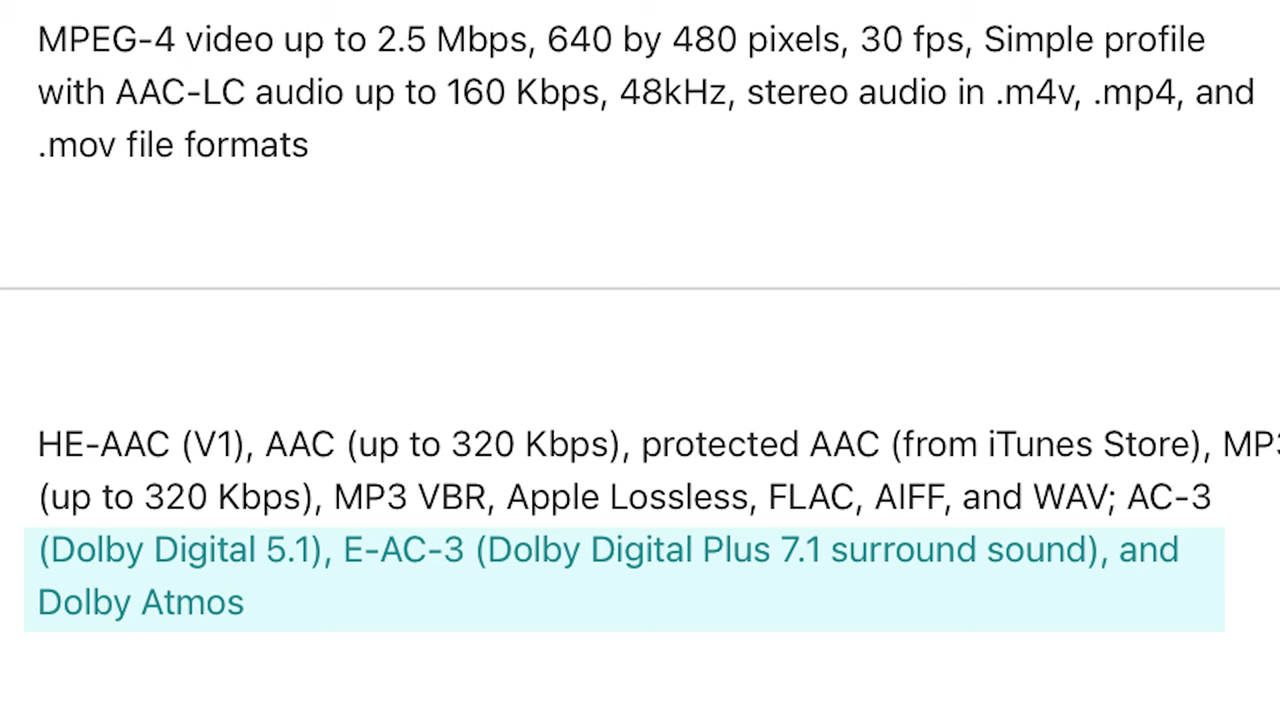 MPEG-4 video up to 2.5 Mbps, 640 by 480 pixels, 30 fps, Simple profile
with AAC-LC audio up to 160 Kbps, 48kHz, stereo audio in .m4v, .mp4, and
.mov file formats
HE-AAC (V1), AAC (up to 320 Kbps), protected AAC (from iTunes Store), MP3
(up to 320 Kbps), MP3 VBR, Apple Lossless, FLAC, AIFF, and WAV; AC-3
(Dolby Digital 5.1), E-AC-3 (Dolby Digital Plus 7.1 surround sound), and
Dolby Atmos